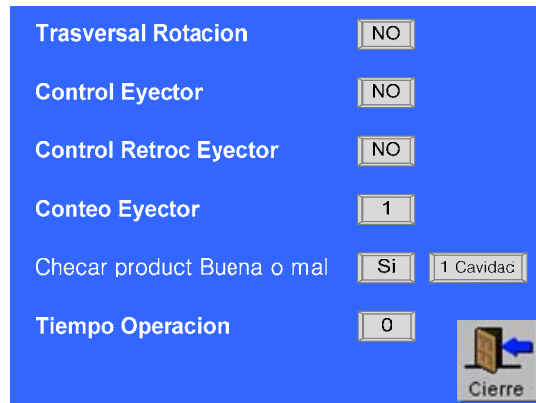 Trasversal Rotacion NO
Control Eyector NO
Control Retroc Eyector NO
Conteo Eyector 1
Checar product Buena o mal Si 1 Cavidad
Tiempo Operacion 0
Cierre